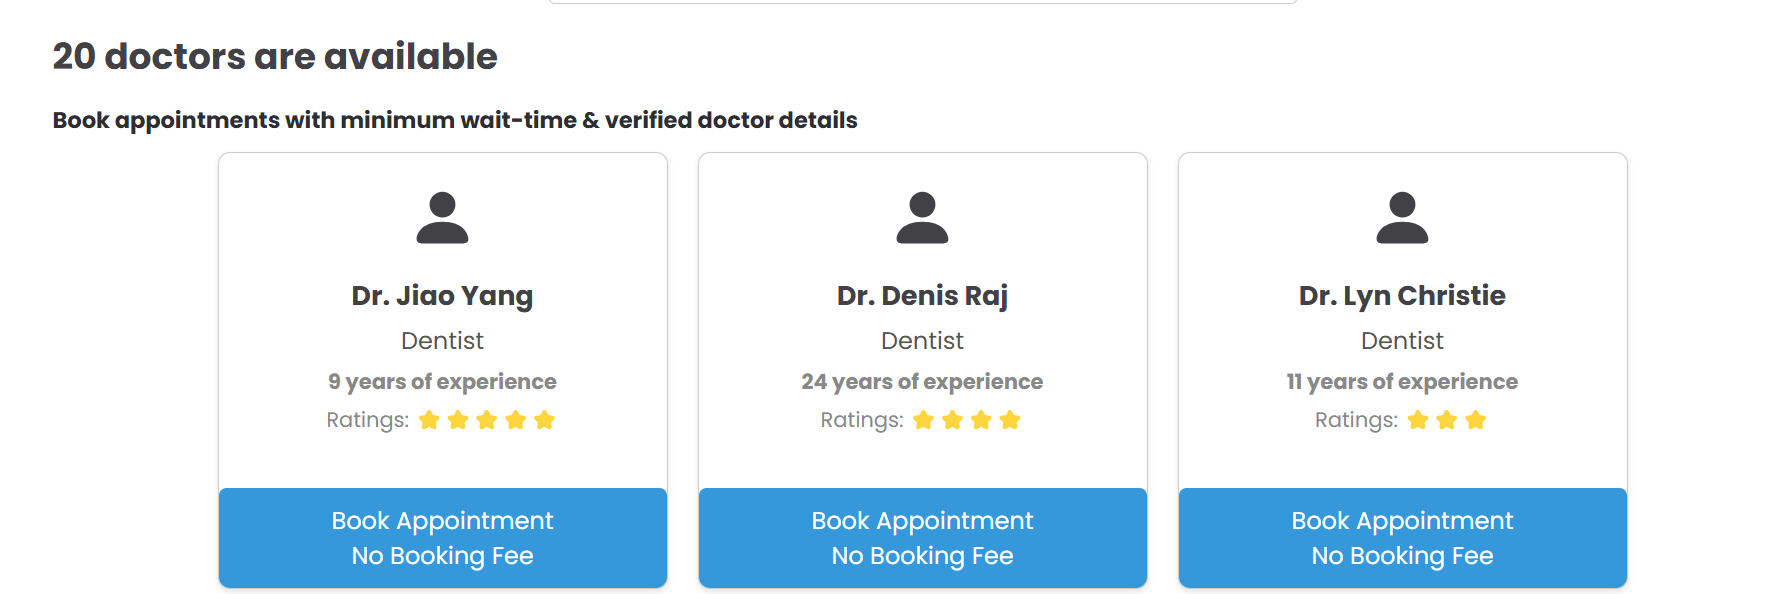 20 doctors are available
Book appointments with minimum wait-time & verified doctor details
Dr. Jiao Yang
Dentist
9 years of experience
Ratings:
Book Appointment
No Booking Fee
Dr. Denis Raj
Dentist
24 years of experience
Ratings:
Book Appointment
No Booking Fee
Dr. Lyn Christie
Dentist
11 years of experience
Ratings:
Book Appointment
No Booking Fee